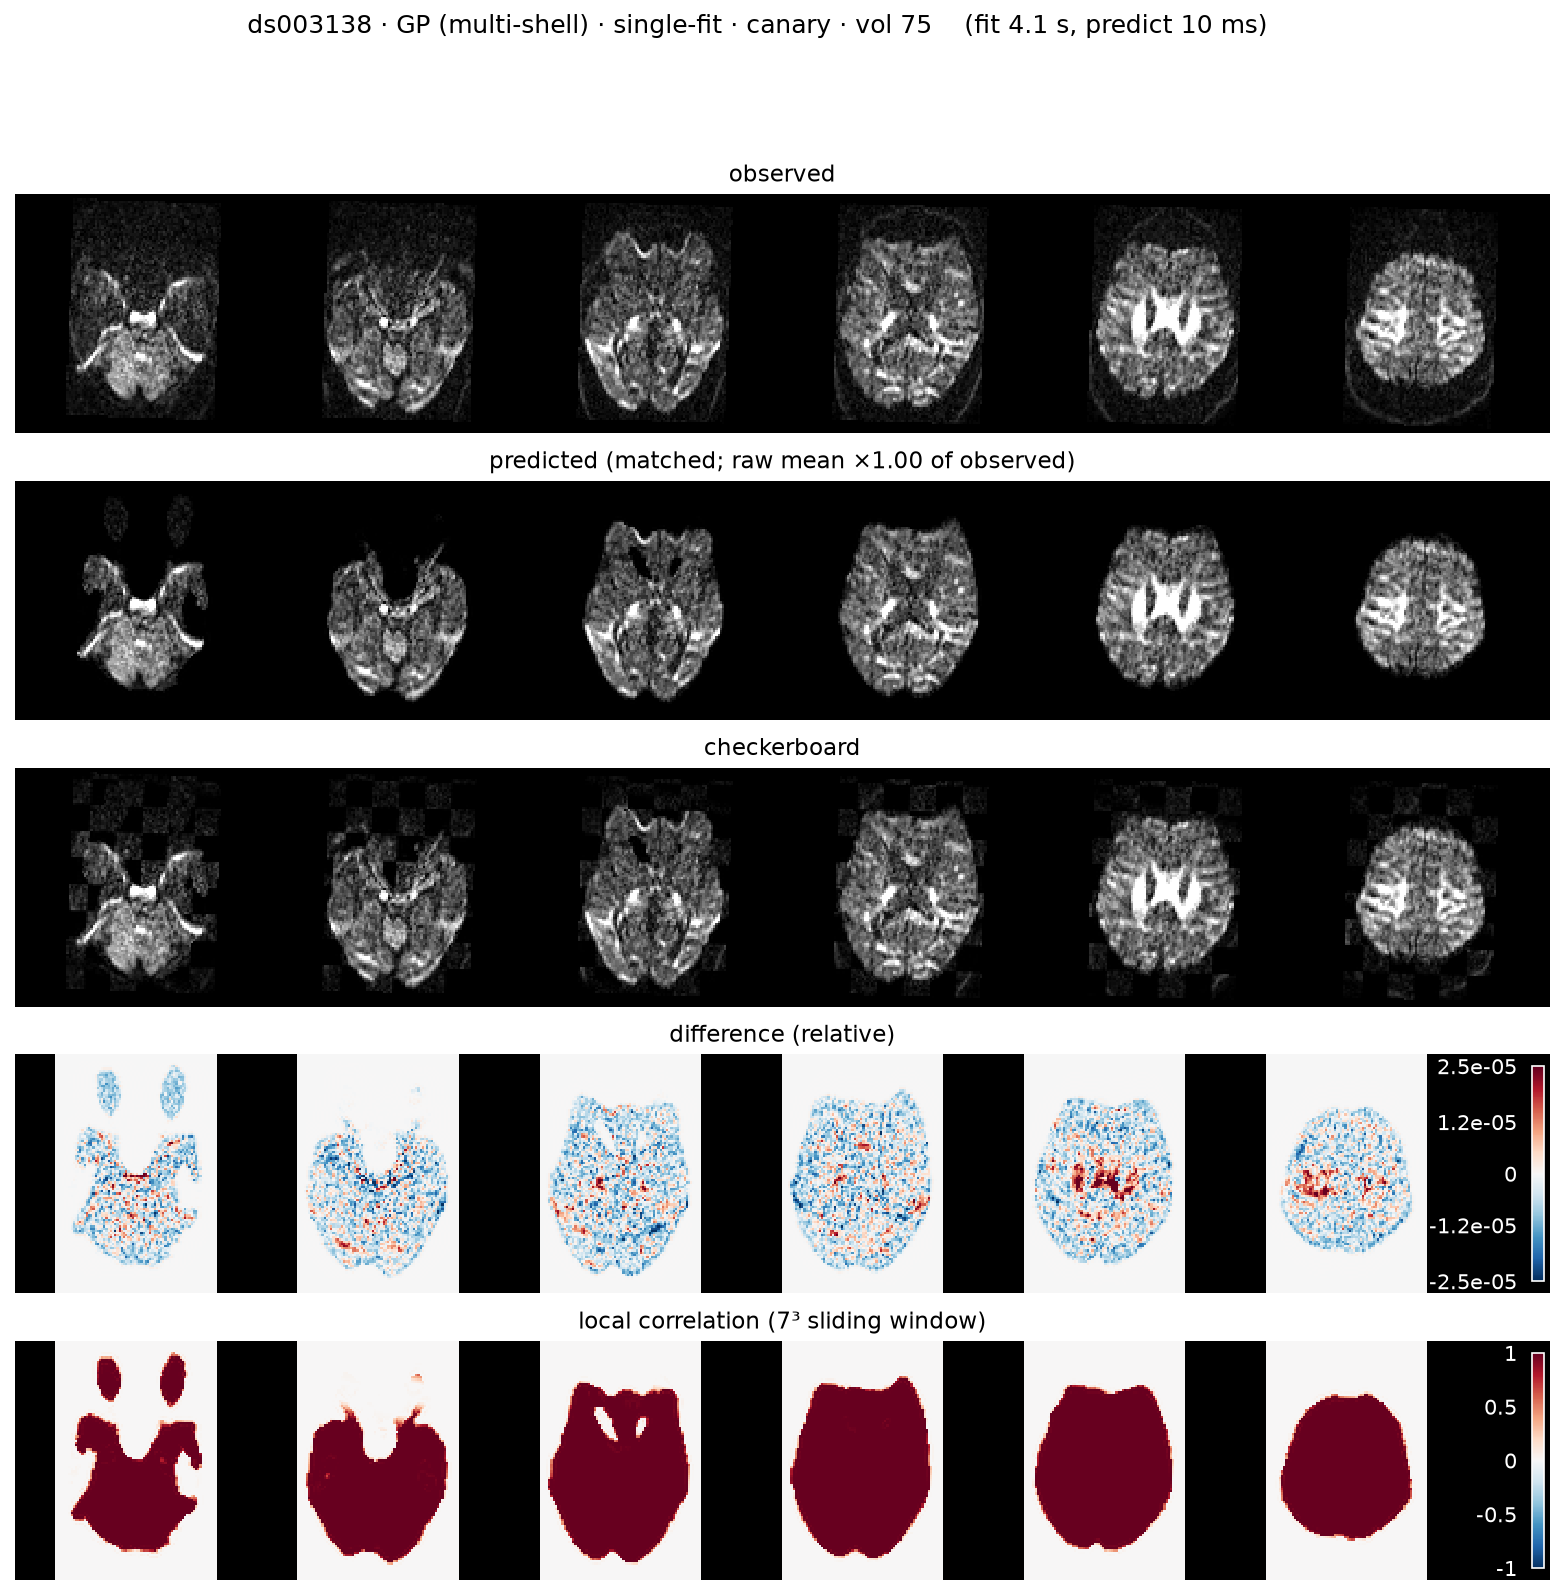 ds003138 · GP (multi-shell) · single-fit · canary · vol 75    (fit 4.1 s, predict 10 ms)
observed
predicted (matched; raw mean ×1.00 of observed)
checkerboard
difference (relative)
2.5e-05
1.2e-05
0
-1.2e-05
-2.5e-05
local correlation (7³ sliding window)
1
0.5
0
-0.5
-1